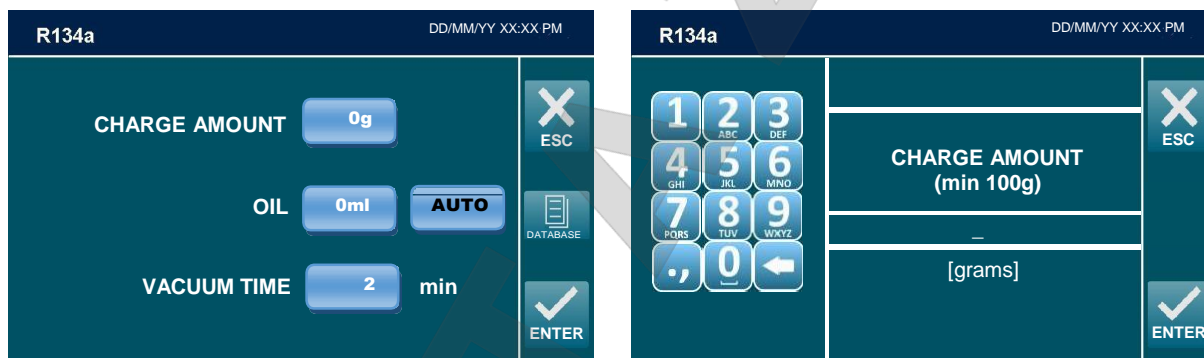 R134a
DD/MM/YY XX:XX PM
CHARGE AMOUNT 0g
ESC
OIL 0ml AUTO
DATABASE
VACUUM TIME 2 min
ENTER
R134a
DD/MM/YY XX:XX PM
1 2 ABC 3 DEF
4 GHI 5 JKL 6 MNO
7 PQRS 8 TUV 9 WXYZ
., 0
CHARGE AMOUNT
(min 100g)
_
[grams]
ESC
ENTER